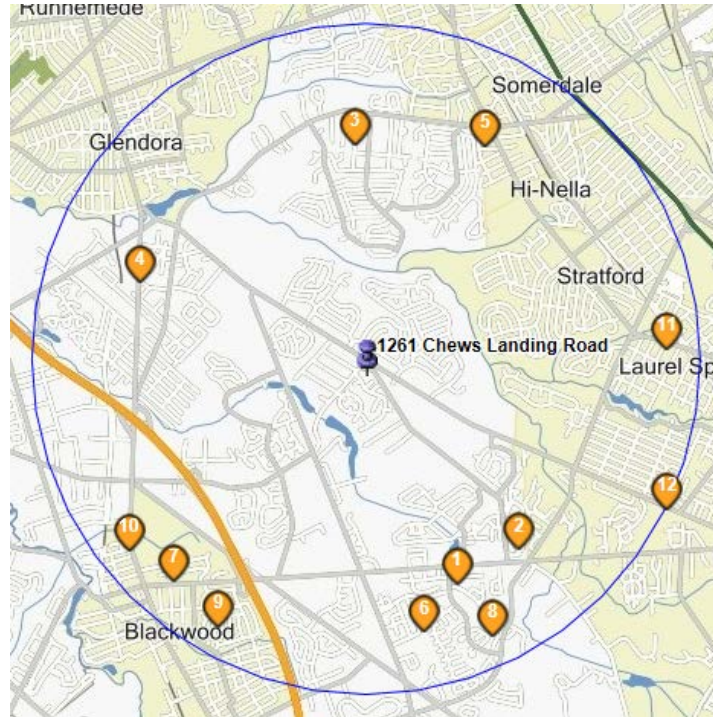 Runnemede
Somerdale
3
5
Glendora
Hi-Nella
4
Stratford
11
1261 Chews Landing Road
Laurel Sp
12
10
2
7
1
9
6
8
Blackwood